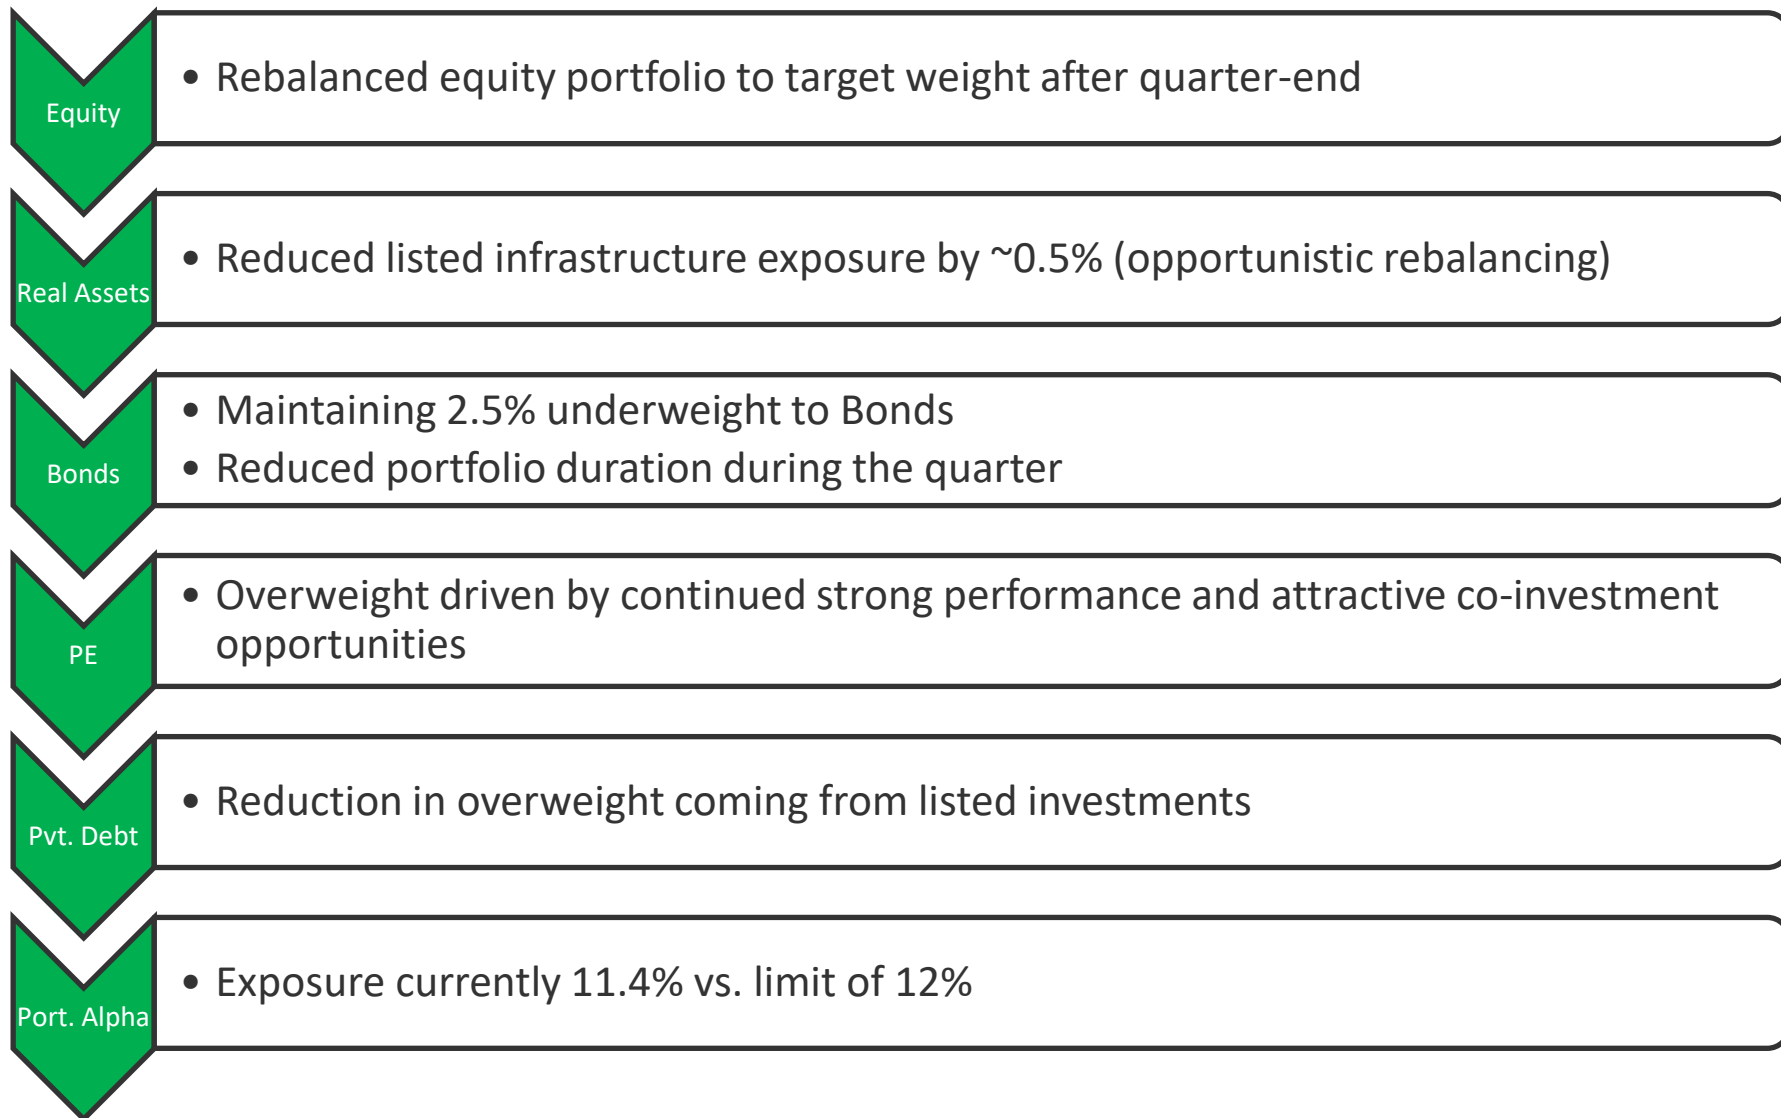 Equity
• Rebalanced equity portfolio to target weight after quarter-end
Real Assets
• Reduced listed infrastructure exposure by ~0.5% (opportunistic rebalancing)
Bonds
• Maintaining 2.5% underweight to Bonds
• Reduced portfolio duration during the quarter
PE
• Overweight driven by continued strong performance and attractive co-investment
opportunities
Pvt. Debt
• Reduction in overweight coming from listed investments
Port. Alpha
• Exposure currently 11.4% vs. limit of 12%